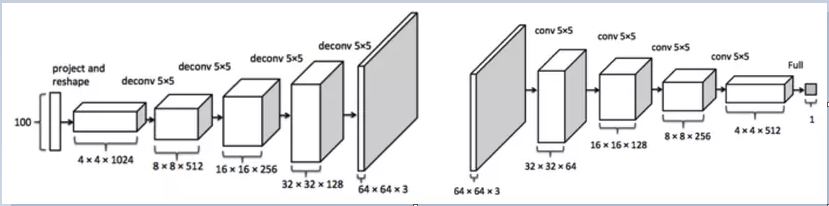 project and
reshape
deconv 5×5
deconv 5×5
deconv 5×5
deconv 5×5
100
4 × 4 × 1024
8 × 8 × 512
16 × 16 × 256
32 × 32 × 128
64 × 64 × 3
conv 5×5
conv 5×5
conv 5×5
conv 5×5
Full
64 × 64 × 3
32 × 32 × 64
16 × 16 × 128
8 × 8 × 256
4 × 4 × 512
1